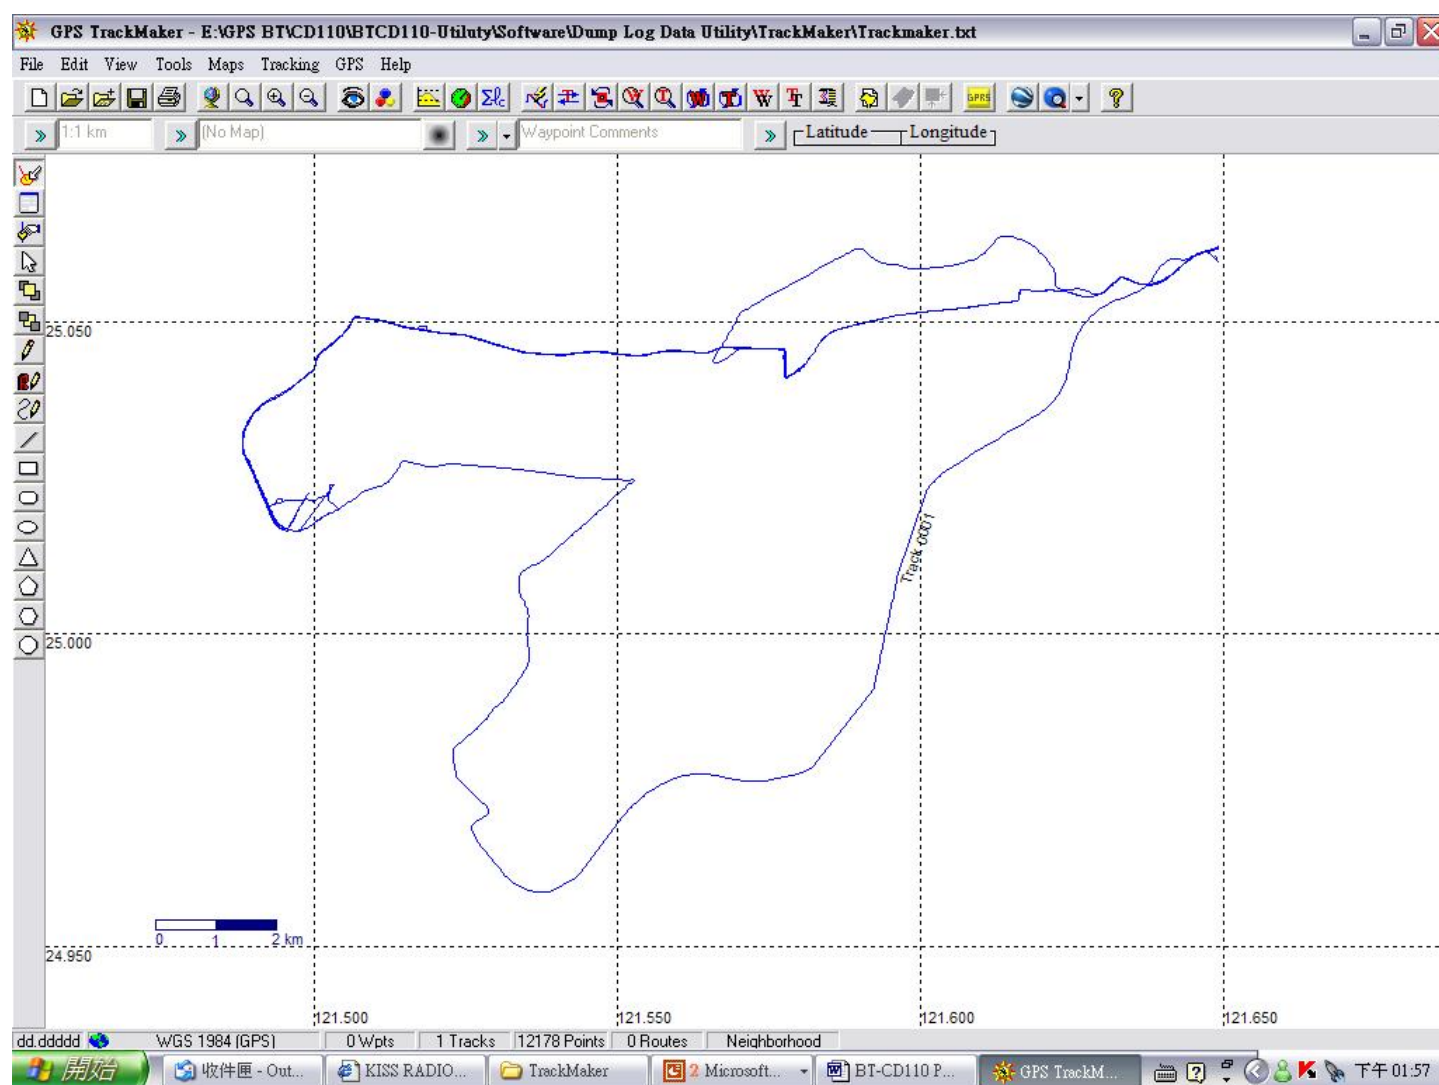 GPS TrackMaker - E:\GPS BT\CD110\BTCD110-Utiluty\Software\Dump Log Data Utility\TrackMaker\Trackmaker.txt
File Edit View Tools Maps Tracking GPS Help
1:1 km (No Map) Waypoint Comments Latitude Longitude
25.050
Track 0001
25.000
0 1 2 km
24.950
121.500 121.550 121.600 121.650
dd.ddddd WGS 1984 (GPS) 0 Wpts 1 Tracks 12178 Points 0 Routes Neighborhood
開始 收件匣 - Out... KISS RADIO... TrackMaker 2 Microsoft... BT-CD110 P... GPS TrackM... 下午 01:57